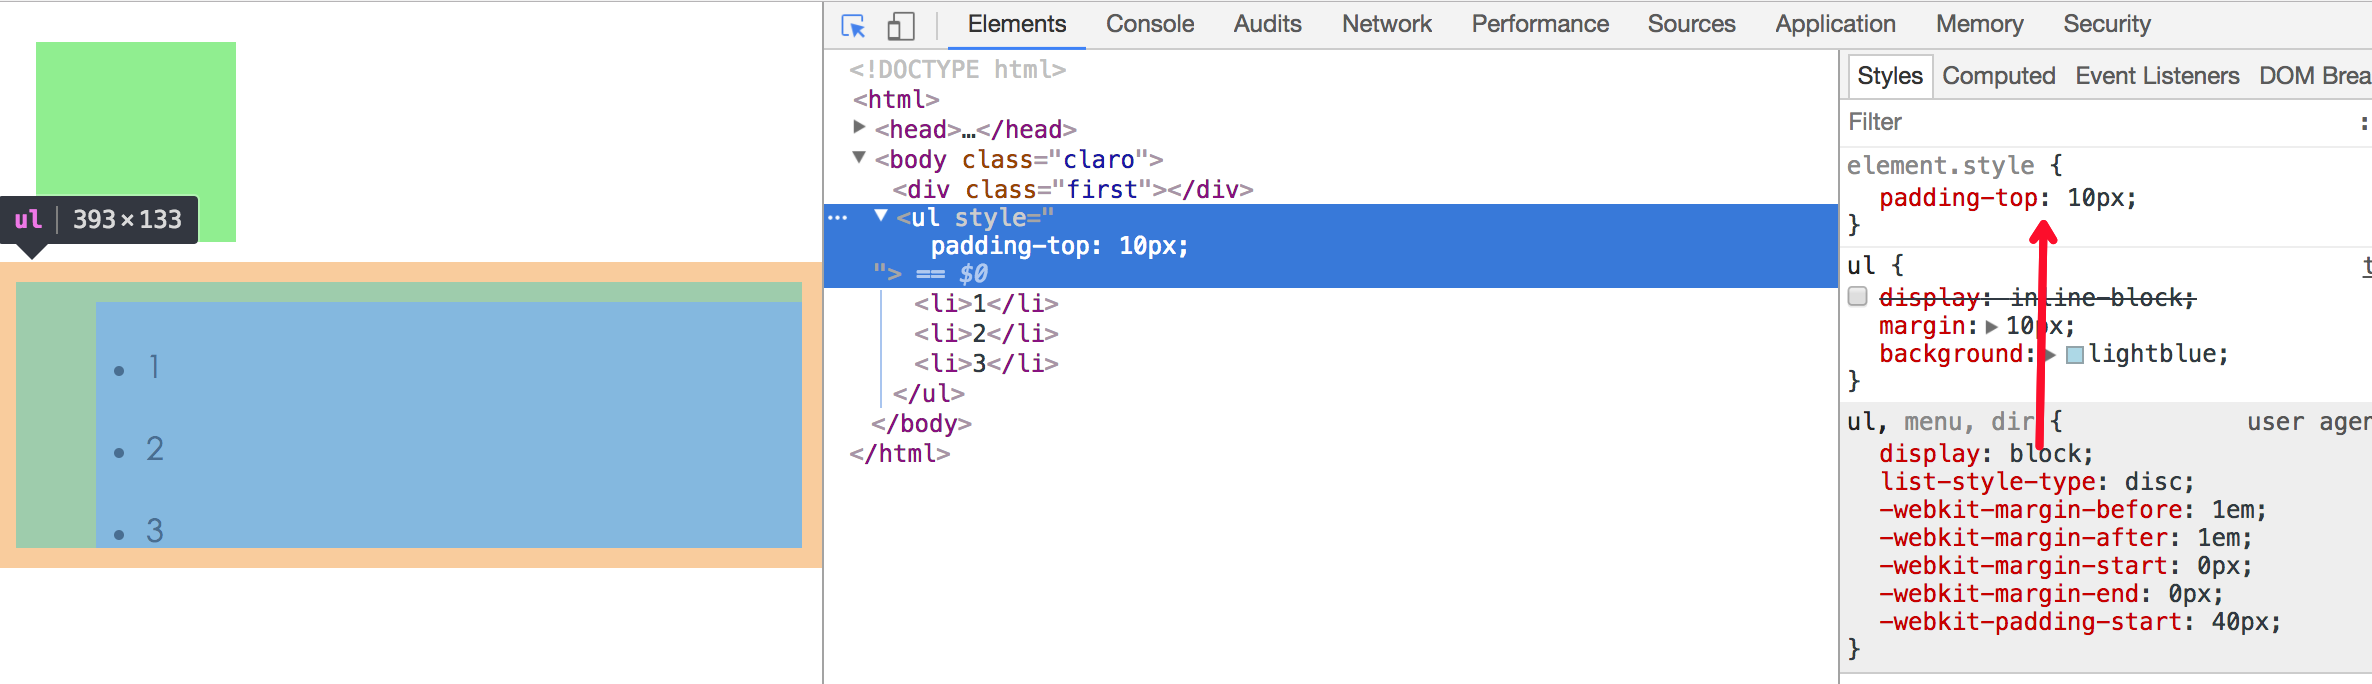 ul 393×133
1
2
3
Elements Console Audits Network Performance Sources Application Memory Security
<!DOCTYPE html>
<html>
<head>…</head>
<body class="claro">
<div class="first"></div>
… <ul style="
padding-top: 10px;
"> == $0
<li>1</li>
<li>2</li>
<li>3</li>
</ul>
</body>
</html>
Styles Computed Event Listeners DOM Brea
Filter :
element.style {
padding-top: 10px;
}
ul { t
display: inline-block;
margin: 10px;
background: lightblue;
}
ul, menu, dir { user agen
display: block;
list-style-type: disc;
-webkit-margin-before: 1em;
-webkit-margin-after: 1em;
-webkit-margin-start: 0px;
-webkit-margin-end: 0px;
-webkit-padding-start: 40px;
}